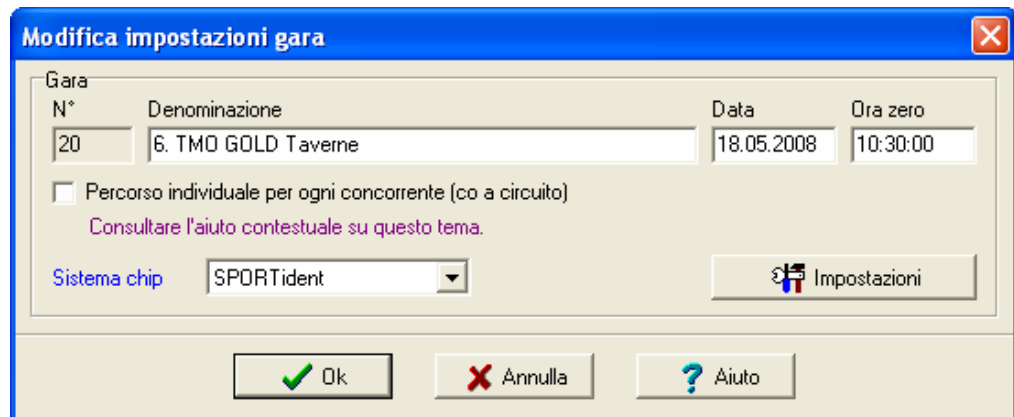 Modifica impostazioni gara
Gara
N° Denominazione Data Ora zero
20 6. TMO GOLD Taverne 18.05.2008 10:30:00
Percorso individuale per ogni concorrente (co a circuito)
Consultare l'aiuto contestuale su questo tema.
Sistema chip SPORTident Impostazioni
Ok Annulla Aiuto